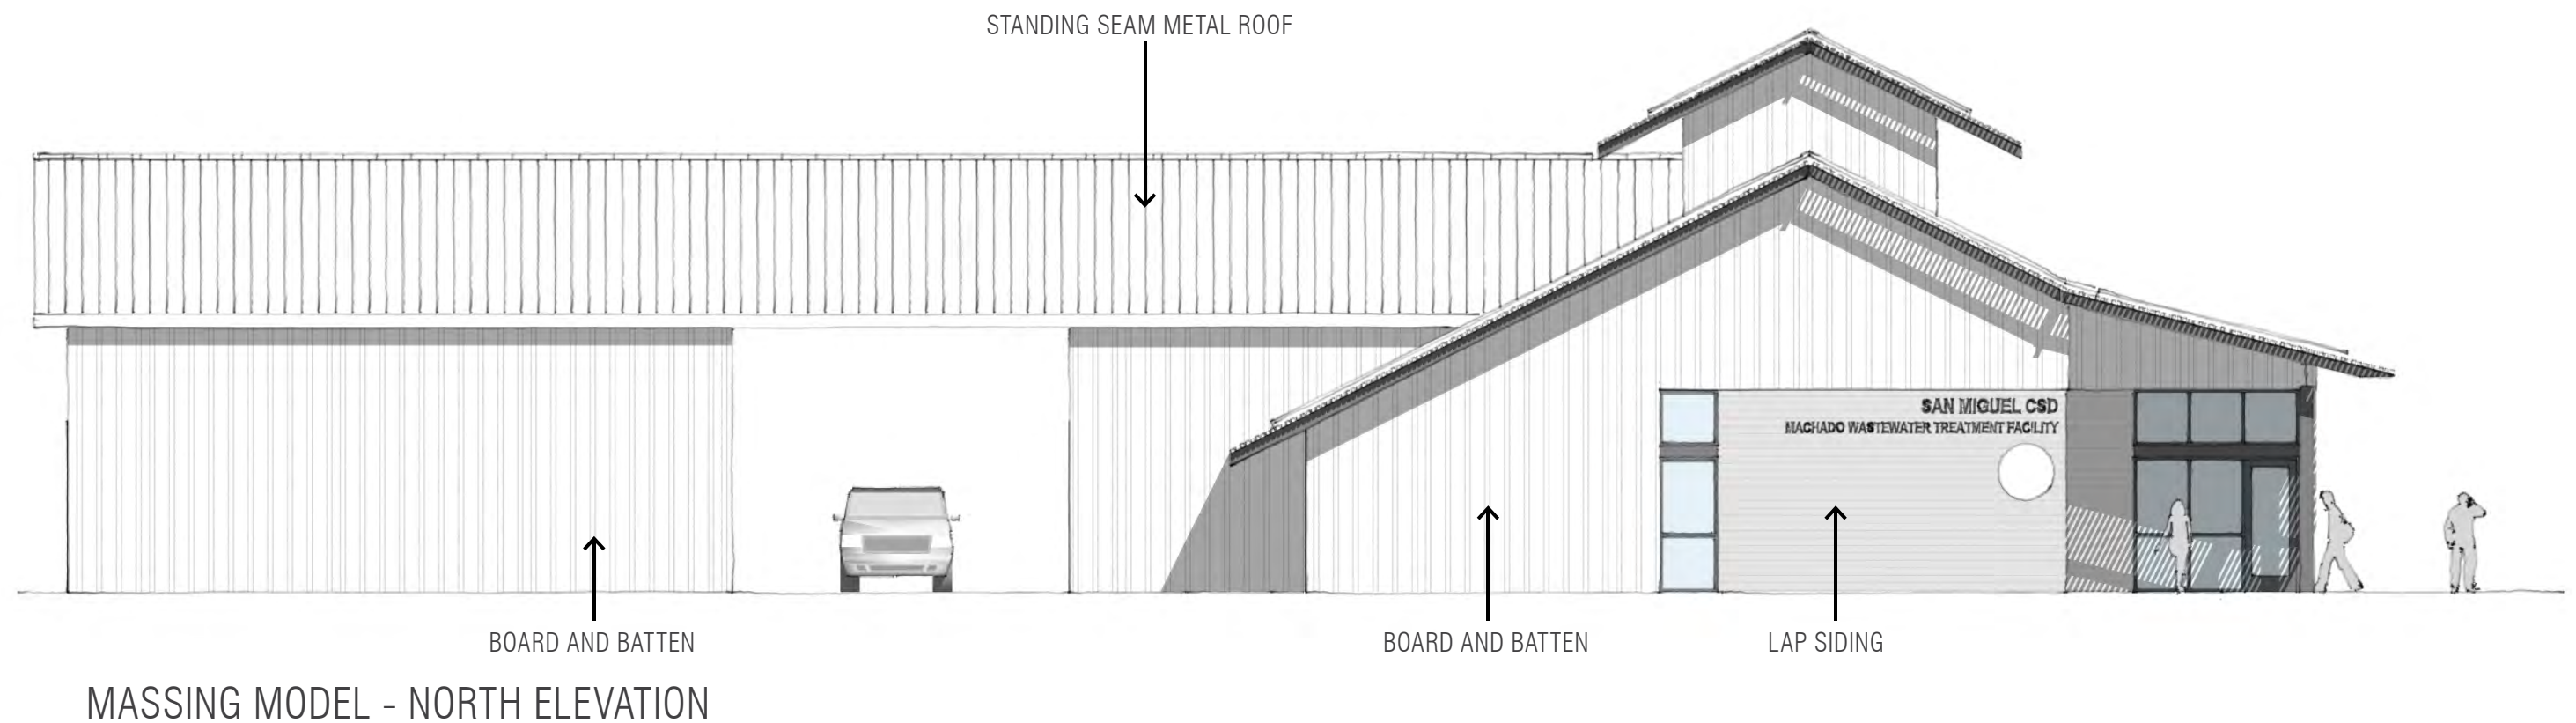 STANDING SEAM METAL ROOF
SAN MIGUEL CSD
MACHADO WASTEWATER TREATMENT FACILITY
BOARD AND BATTEN
BOARD AND BATTEN
LAP SIDING
MASSING MODEL - NORTH ELEVATION